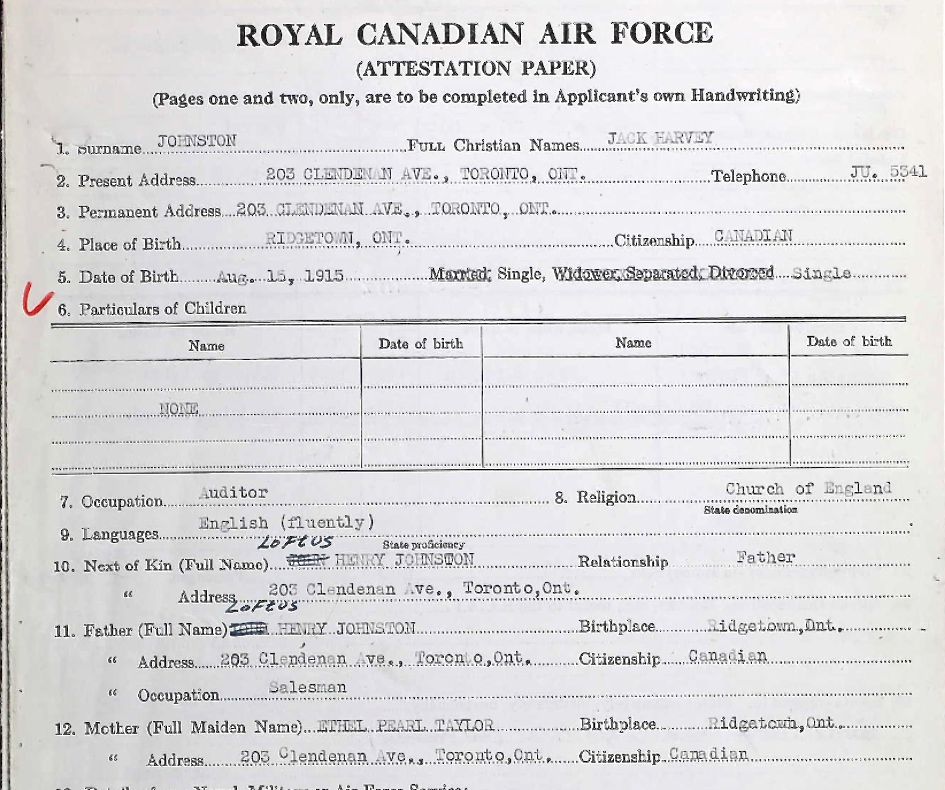 ROYAL CANADIAN AIR FORCE
(ATTESTATION PAPER)
(Pages one and two, only, are to be completed in Applicant's own Handwriting)
1. Surname JOHNSTON FULL Christian Names JACK HARVEY
2. Present Address 203 CLENDENAN AVE., TORONTO, ONT. Telephone JU. 5341
3. Permanent Address 203 CLENDENAN AVE., TORONTO, ONT.
4. Place of Birth RIDGETOWN, ONT. Citizenship CANADIAN
5. Date of Birth Aug. 15, 1915 Married, Single, Widower, Separated, Divorced Single
6. Particulars of Children
Name Date of birth Name Date of birth
NONE
7. Occupation Auditor 8. Religion Church of England
State denomination
9. Languages English (fluently)
State proficiency
LOFTUS
10. Next of Kin (Full Name) JOHN HENRY JOHNSTON Relationship Father
" Address 203 Clendenan Ave., Toronto,Ont.
LOFTUS
11. Father (Full Name) JOHN HENRY JOHNSTON Birthplace Ridgetown,Ont.
" Address 203 Clendenan Ave., Toronto,Ont. Citizenship Canadian
" Occupation Salesman
12. Mother (Full Maiden Name) ETHEL PEARL TAYLOR Birthplace Ridgetown,Ont.
" Address 203 Clendenan Ave., Toronto,Ont. Citizenship Canadian